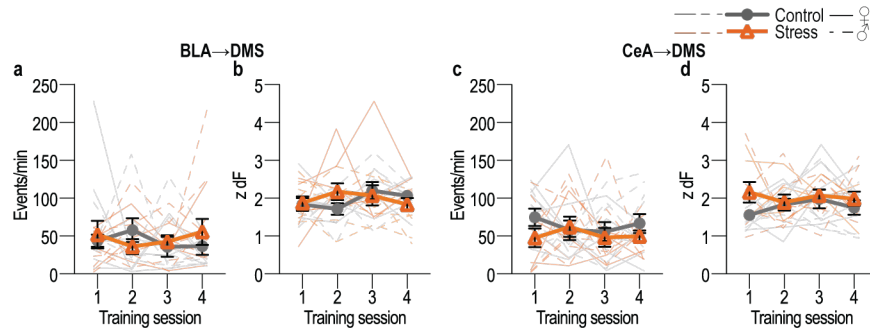 Control ♀
Stress ♂
BLA→DMS
CeA→DMS
a
b
c
d
Events/min
250
200
150
100
50
0
1 2 3 4
Training session
z dF
5
4
3
2
1
0
1 2 3 4
Training session
Events/min
250
200
150
100
50
0
1 2 3 4
Training session
z dF
5
4
3
2
1
0
1 2 3 4
Training session